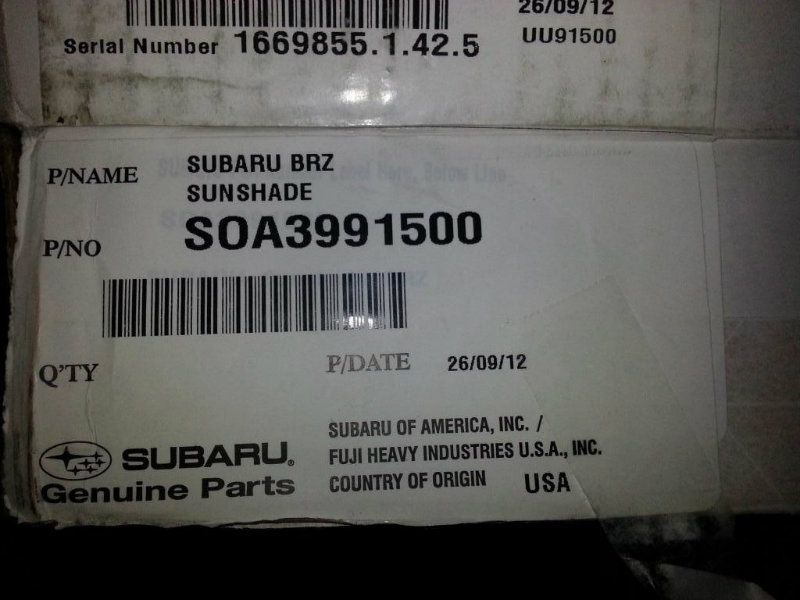 26/09/12
Serial Number 1669855.1.42.5
UU91500
P/NAME SUBARU BRZ
SUNSHADE
P/NO SOA3991500
Q'TY P/DATE 26/09/12
SUBARU OF AMERICA, INC. /
SUBARU® FUJI HEAVY INDUSTRIES U.S.A., INC.
Genuine Parts COUNTRY OF ORIGIN USA